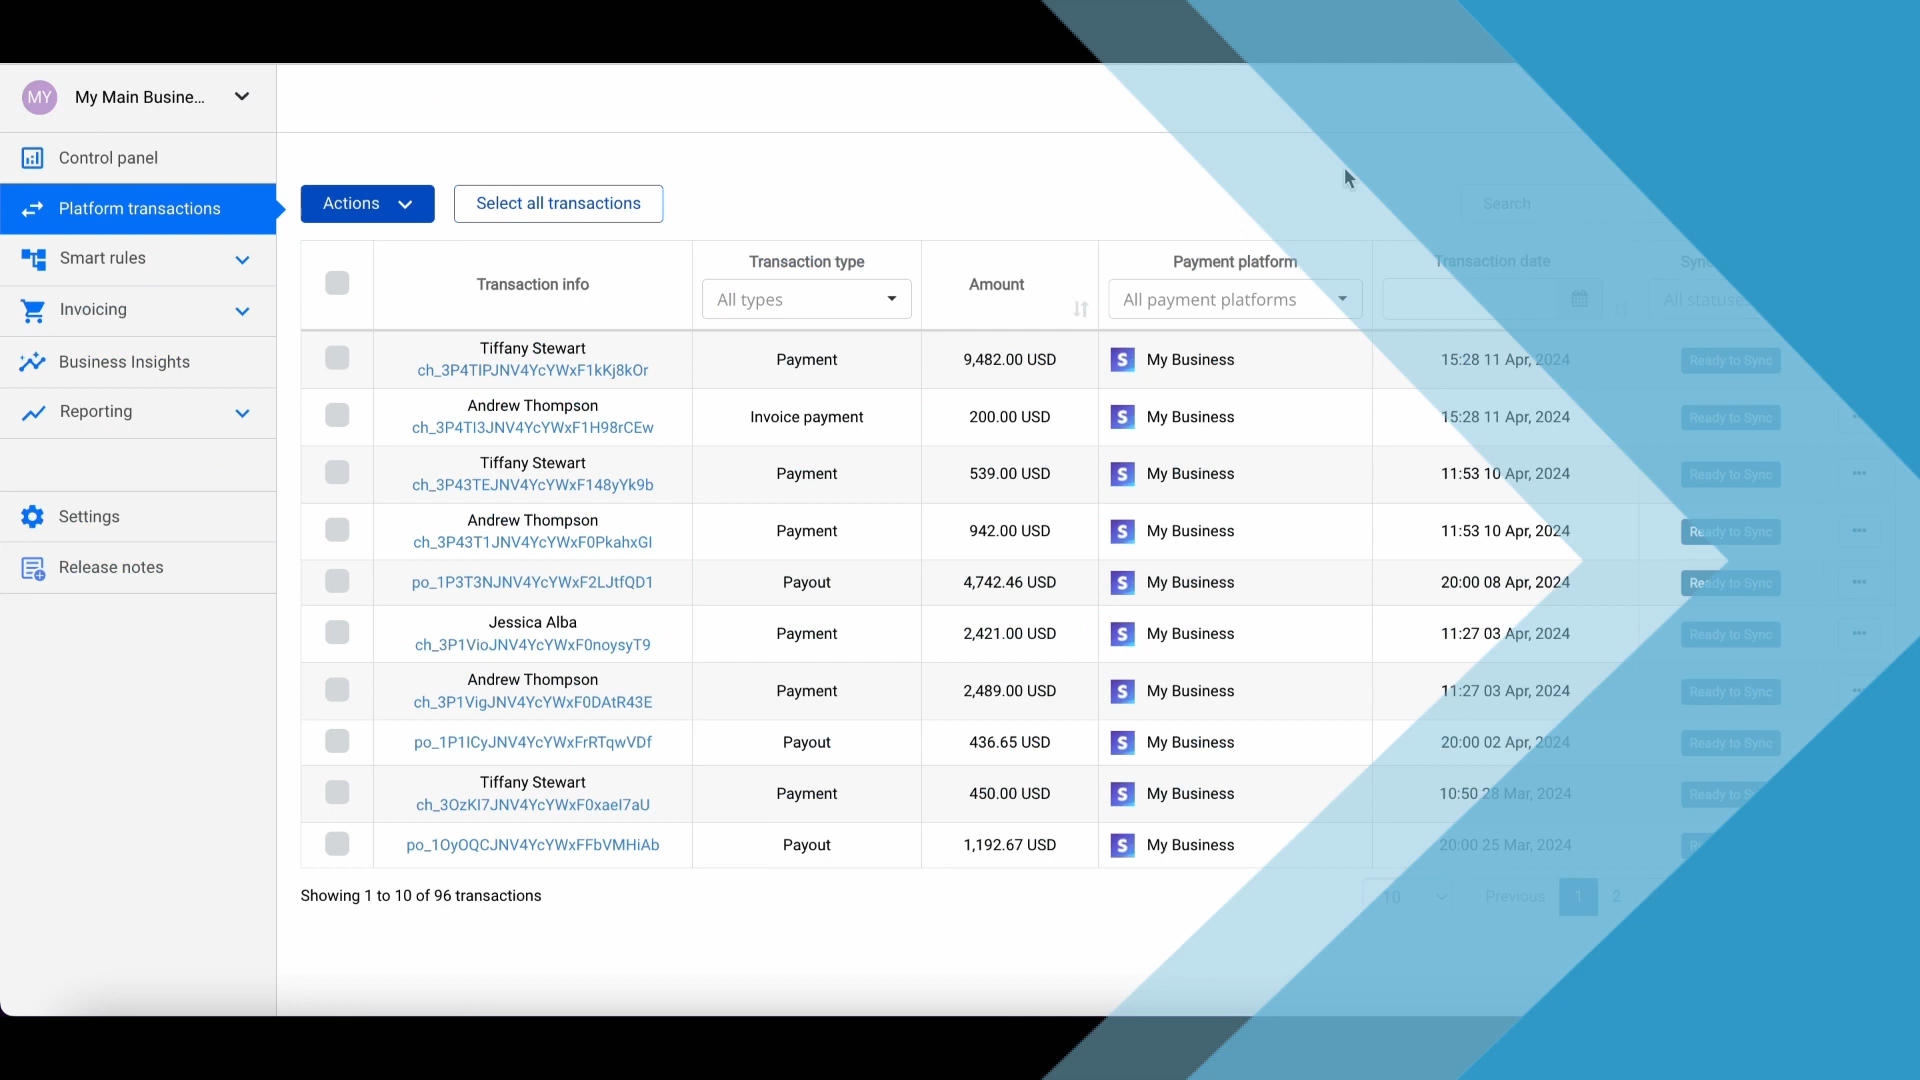 MY My Main Busine...
Control panel
Platform transactions
Smart rules
Invoicing
Business Insights
Reporting
Settings
Release notes
Actions
Select all transactions
Search
Transaction info
Transaction type
All types
Amount
Payment platform
All payment platforms
Transaction date
Sync
All statuses
Tiffany Stewart
ch_3P4TIPJNV4YcYWxF1kKj8kOr
Payment
9,482.00 USD
S My Business
15:28 11 Apr, 2024
Ready to Sync
Andrew Thompson
ch_3P4TI3JNV4YcYWxF1H98rCEw
Invoice payment
200.00 USD
S My Business
15:28 11 Apr, 2024
Ready to Sync
Tiffany Stewart
ch_3P43TEJNV4YcYWxF148yYk9b
Payment
539.00 USD
S My Business
11:53 10 Apr, 2024
Ready to Sync
Andrew Thompson
ch_3P43T1JNV4YcYWxF0PkahxGI
Payment
942.00 USD
S My Business
11:53 10 Apr, 2024
Ready to Sync
po_1P3T3NJNV4YcYWxF2LJtfQD1
Payout
4,742.46 USD
S My Business
20:00 08 Apr, 2024
Ready to Sync
Jessica Alba
ch_3P1VioJNV4YcYWxF0noysyT9
Payment
2,421.00 USD
S My Business
11:27 03 Apr, 2024
Ready to Sync
Andrew Thompson
ch_3P1VigJNV4YcYWxF0DAtR43E
Payment
2,489.00 USD
S My Business
11:27 03 Apr, 2024
Ready to Sync
po_1P1ICyJNV4YcYWxFrRTqwVDf
Payout
436.65 USD
S My Business
20:00 02 Apr, 2024
Ready to Sync
Tiffany Stewart
ch_3OzKI7JNV4YcYWxF0xaeI7aU
Payment
450.00 USD
S My Business
10:50 28 Mar, 2024
Ready to S
po_1OyOQCJNV4YcYWxFFbVMHiAb
Payout
1,192.67 USD
S My Business
20:00 25 Mar, 2024
Showing 1 to 10 of 96 transactions
10
Previous 1 2